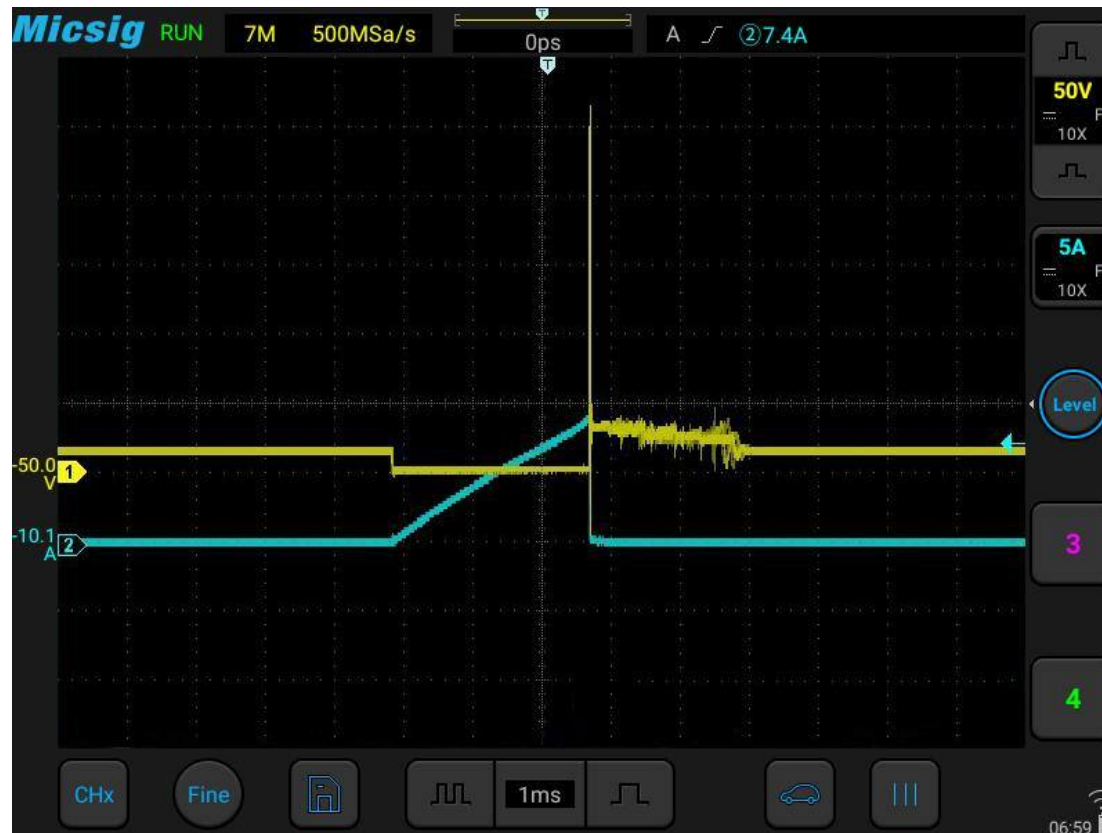 Micsig RUN 7M 500MSa/s 0ps A ②7.4A
T
T
50V
F
10X
5A
F
10X
Level
-50.0
V
1
-10.1
A
2
3
4
CHx Fine 1ms
06:59